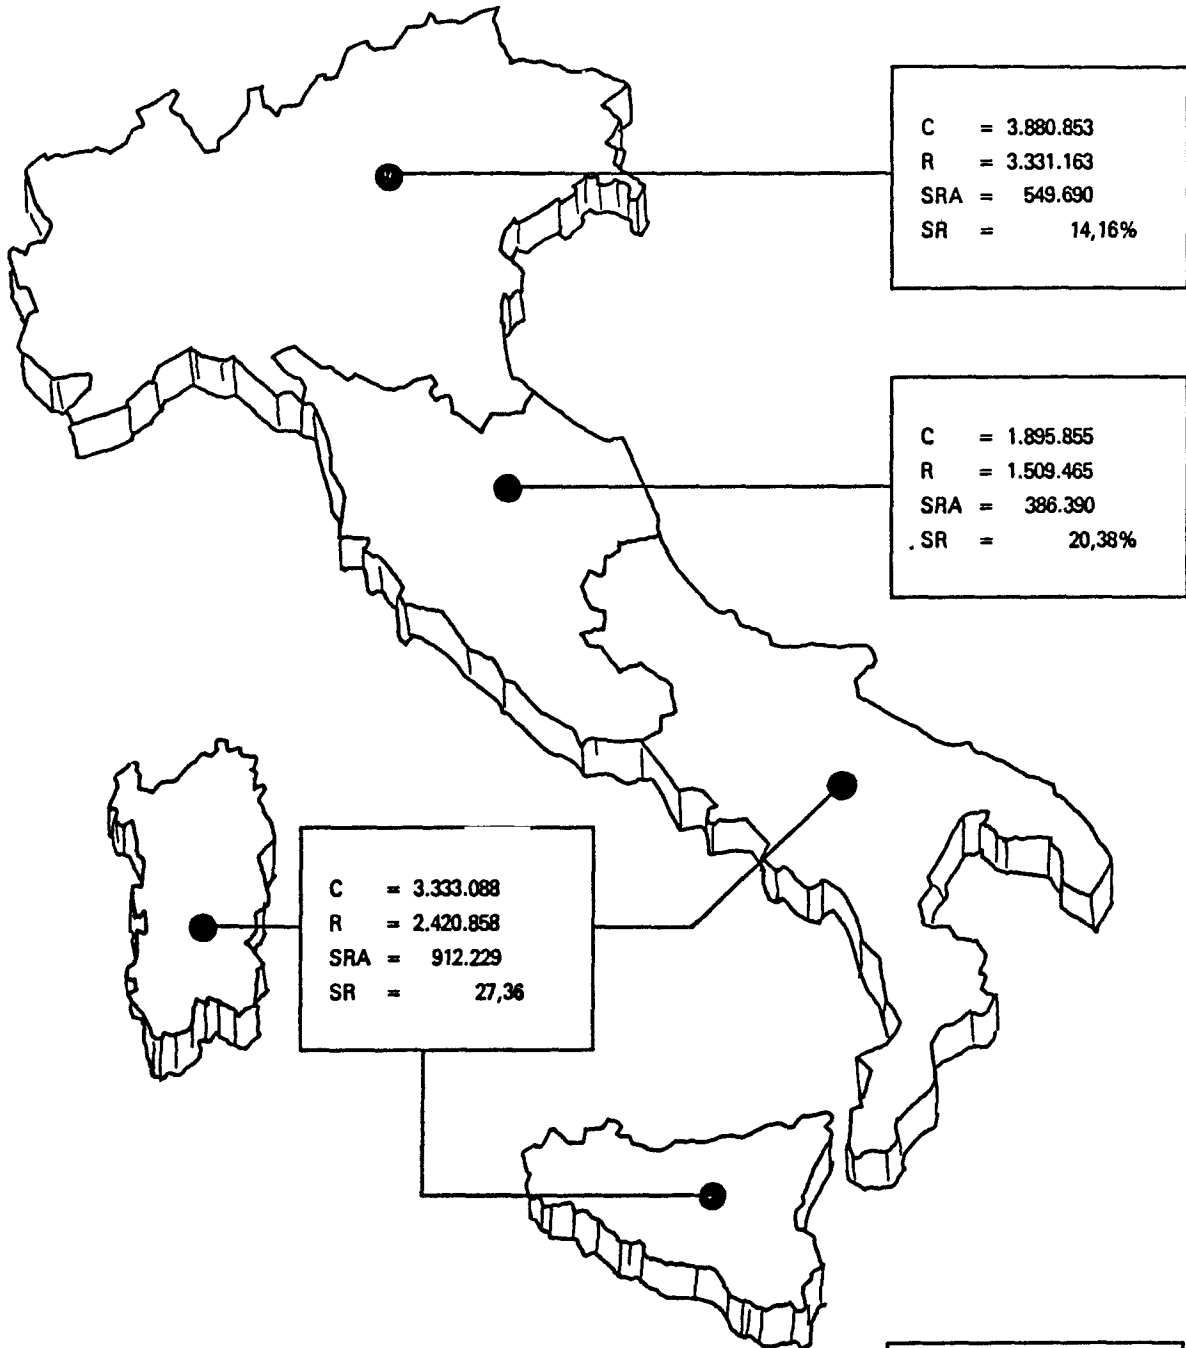 C = 3.880.853
R = 3.331.163
SRA = 549.690
SR = 14,16%
C = 1.895.855
R = 1.509.465
SRA = 386.390
. SR = 20,38%
C = 3.333.088
R = 2.420.858
SRA = 912.229
SR = 27,36